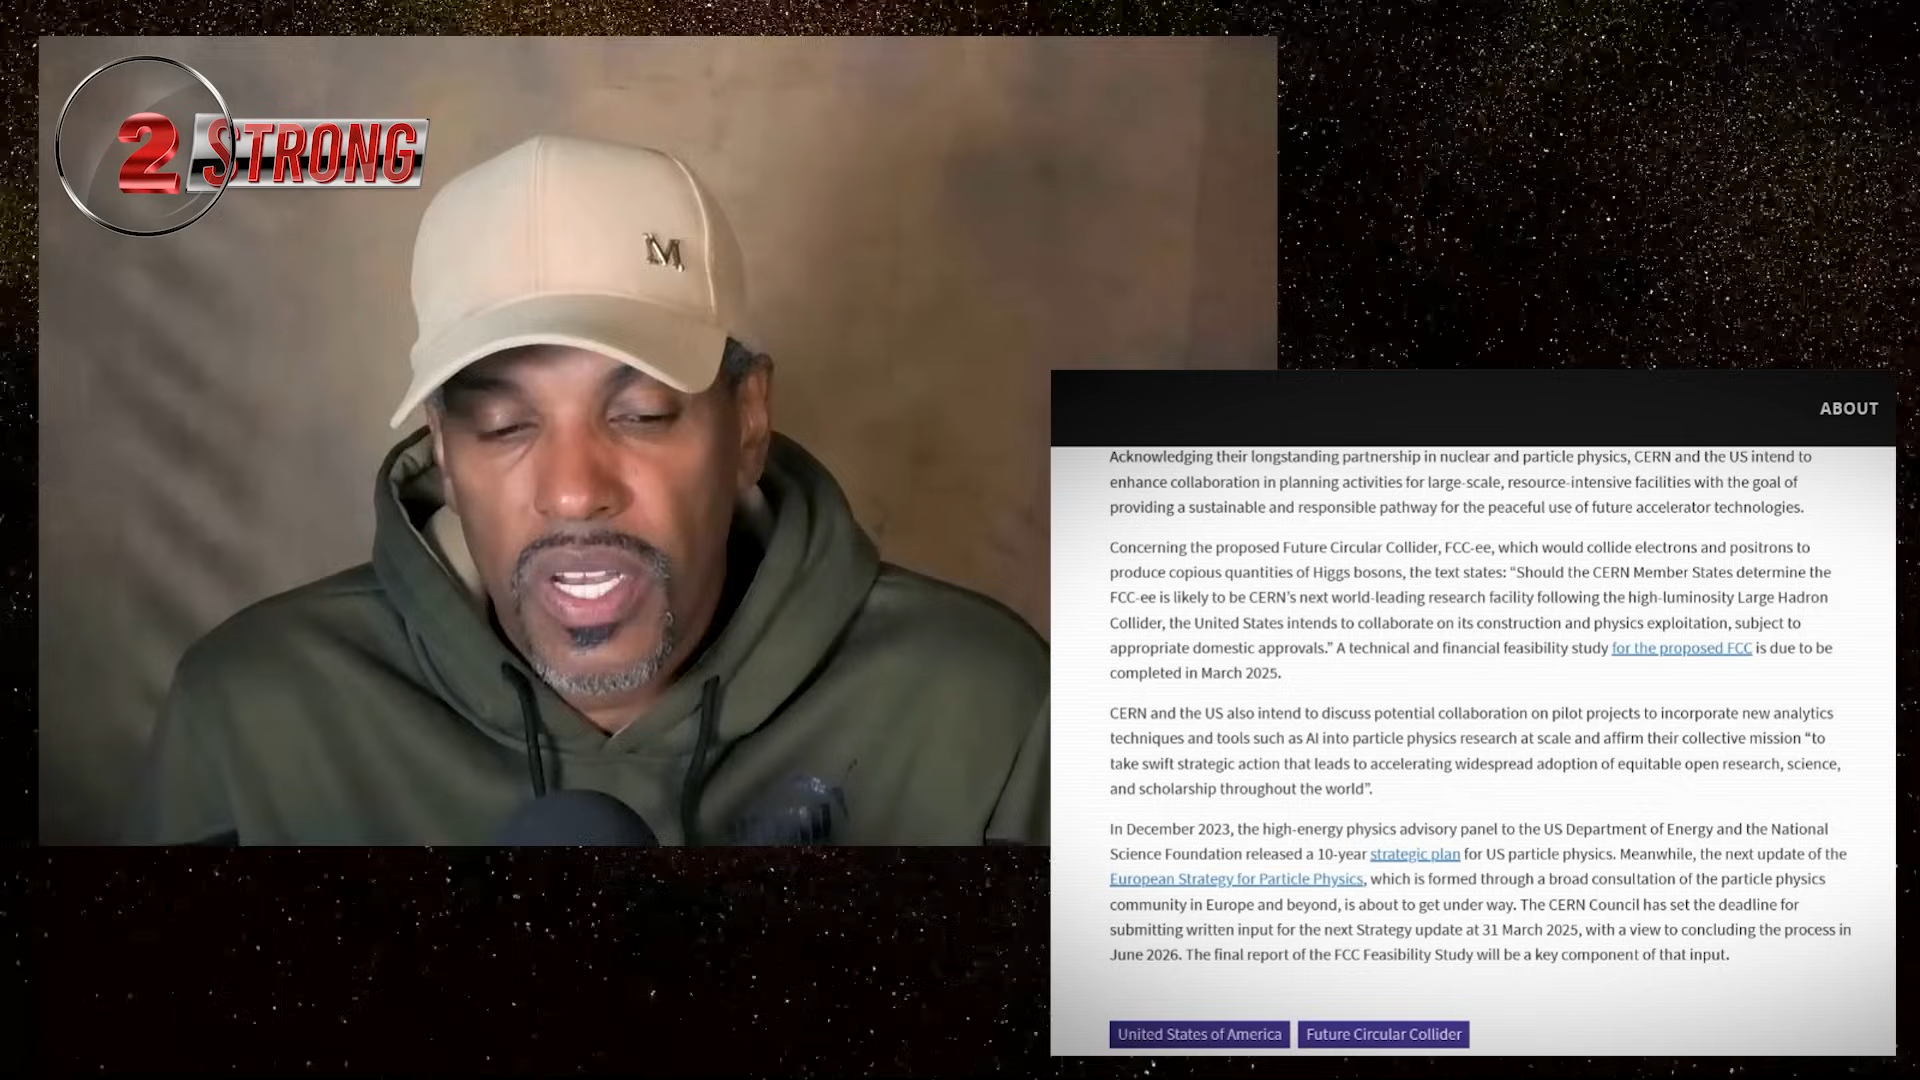 2 STRONG
M
ABOUT
Acknowledging their longstanding partnership in nuclear and particle physics, CERN and the US intend to
enhance collaboration in planning activities for large-scale, resource-intensive facilities with the goal of
providing a sustainable and responsible pathway for the peaceful use of future accelerator technologies.
Concerning the proposed Future Circular Collider, FCC-ee, which would collide electrons and positrons to
produce copious quantities of Higgs bosons, the text states: “Should the CERN Member States determine the
FCC-ee is likely to be CERN’s next world-leading research facility following the high-luminosity Large Hadron
Collider, the United States intends to collaborate on its construction and physics exploitation, subject to
appropriate domestic approvals.” A technical and financial feasibility study for the proposed FCC is due to be
completed in March 2025.
CERN and the US also intend to discuss potential collaboration on pilot projects to incorporate new analytics
techniques and tools such as AI into particle physics research at scale and affirm their collective mission “to
take swift strategic action that leads to accelerating widespread adoption of equitable open research, science,
and scholarship throughout the world”.
In December 2023, the high-energy physics advisory panel to the US Department of Energy and the National
Science Foundation released a 10-year strategic plan for US particle physics. Meanwhile, the next update of the
European Strategy for Particle Physics, which is formed through a broad consultation of the particle physics
community in Europe and beyond, is about to get under way. The CERN Council has set the deadline for
submitting written input for the next Strategy update at 31 March 2025, with a view to concluding the process in
June 2026. The final report of the FCC Feasibility Study will be a key component of that input.
United States of America
Future Circular Collider